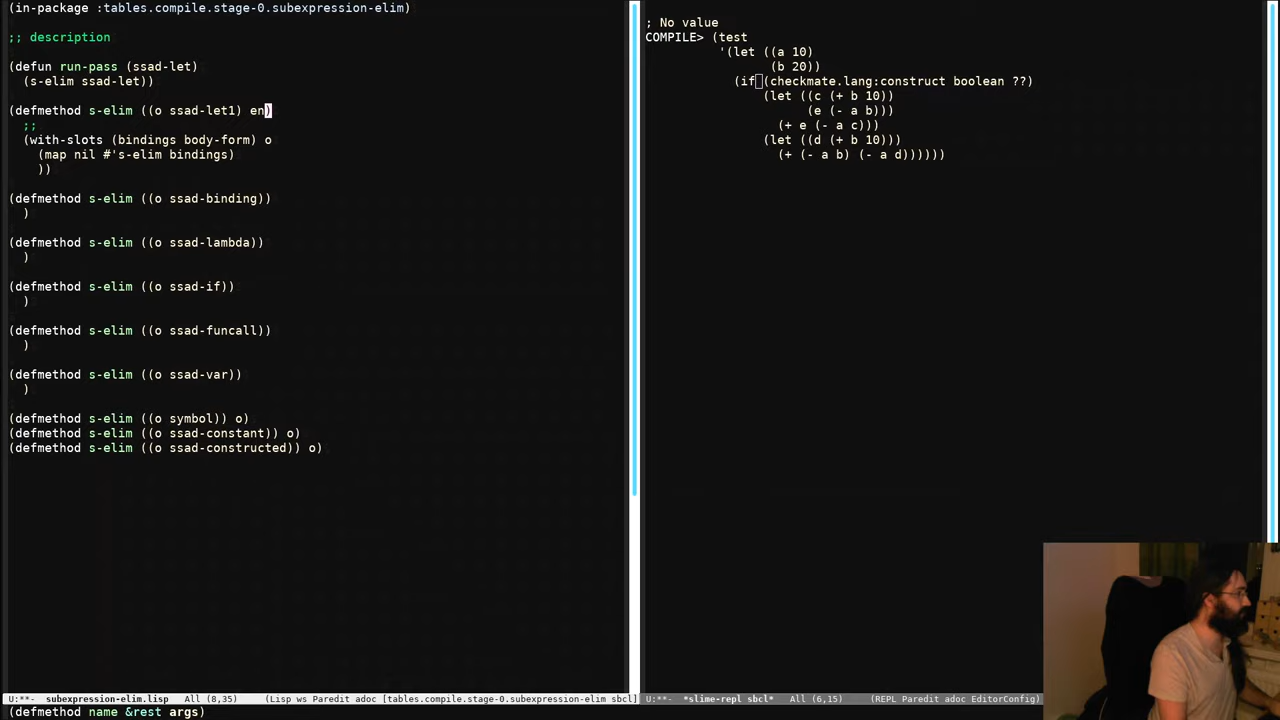 (in-package :tables.compile.stage-0.subexpression-elim)
;; description
(defun run-pass (ssad-let)
  (s-elim ssad-let))
(defmethod s-elim ((o ssad-let1) en)
  ;;
  (with-slots (bindings body-form) o
    (map nil #'s-elim bindings)
    ))
(defmethod s-elim ((o ssad-binding))
  )
(defmethod s-elim ((o ssad-lambda))
  )
(defmethod s-elim ((o ssad-if))
  )
(defmethod s-elim ((o ssad-funcall))
  )
(defmethod s-elim ((o ssad-var))
  )
(defmethod s-elim ((o symbol)) o)
(defmethod s-elim ((o ssad-constant)) o)
(defmethod s-elim ((o ssad-constructed)) o)
U:**-  subexpression-elim.lisp   All (8,35)    (Lisp ws Paredit adoc [tables.compile.stage-0.subexpression-elim sbcl]
(defmethod name &rest args)
; No value
COMPILE> (test
          '(let ((a 10)
                 (b 20))
            (if (checkmate.lang:construct boolean ??)
                (let ((c (+ b 10))
                      (e (- a b)))
                  (+ e (- a c)))
                (let ((d (+ b 10)))
                  (+ (- a b) (- a d))))))
U:**-  *slime-repl sbcl*   All (6,15)    (REPL Paredit adoc EditorConfig)